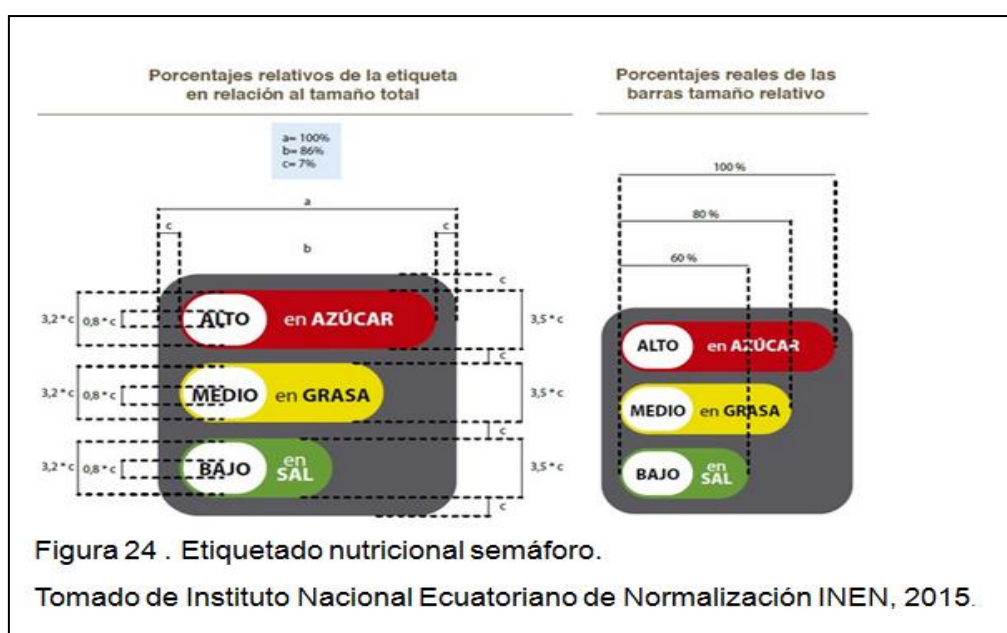 Porcentajes relativos de la etiqueta
en relación al tamaño total
a= 100%
b= 86%
c= 7%
a
c
b
c
c
3,2 * c
0,8 * c
ALTO
en AZÚCAR
3,5 * c
c
3,2 * c
0,8 * c
MEDIO
en GRASA
3,5 * c
c
3,2 * c
0,8 * c
BAJO
en
SAL
3,5 * c
c
Porcentajes reales de las
barras tamaño relativo
100 %
80 %
60 %
ALTO
en AZÚCAR
MEDIO
en GRASA
BAJO
en
SAL
Figura 24 . Etiquetado nutricional semáforo.
Tomado de Instituto Nacional Ecuatoriano de Normalización INEN, 2015.